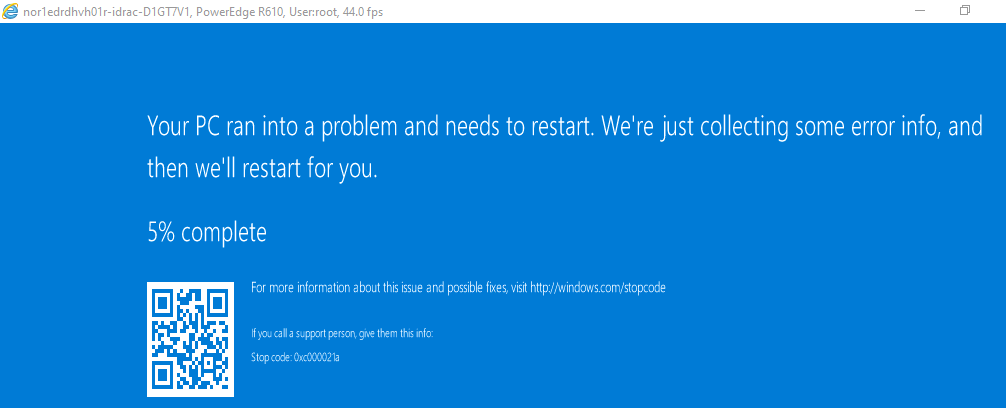 nor1edrdhvh01r-idrac-D1GT7V1, PowerEdge R610, User:root, 44.0 fps
Your PC ran into a problem and needs to restart. We're just collecting some error info, and
then we'll restart for you.
5% complete
For more information about this issue and possible fixes, visit http://windows.com/stopcode
If you call a support person, give them this info:
Stop code: 0xc000021a